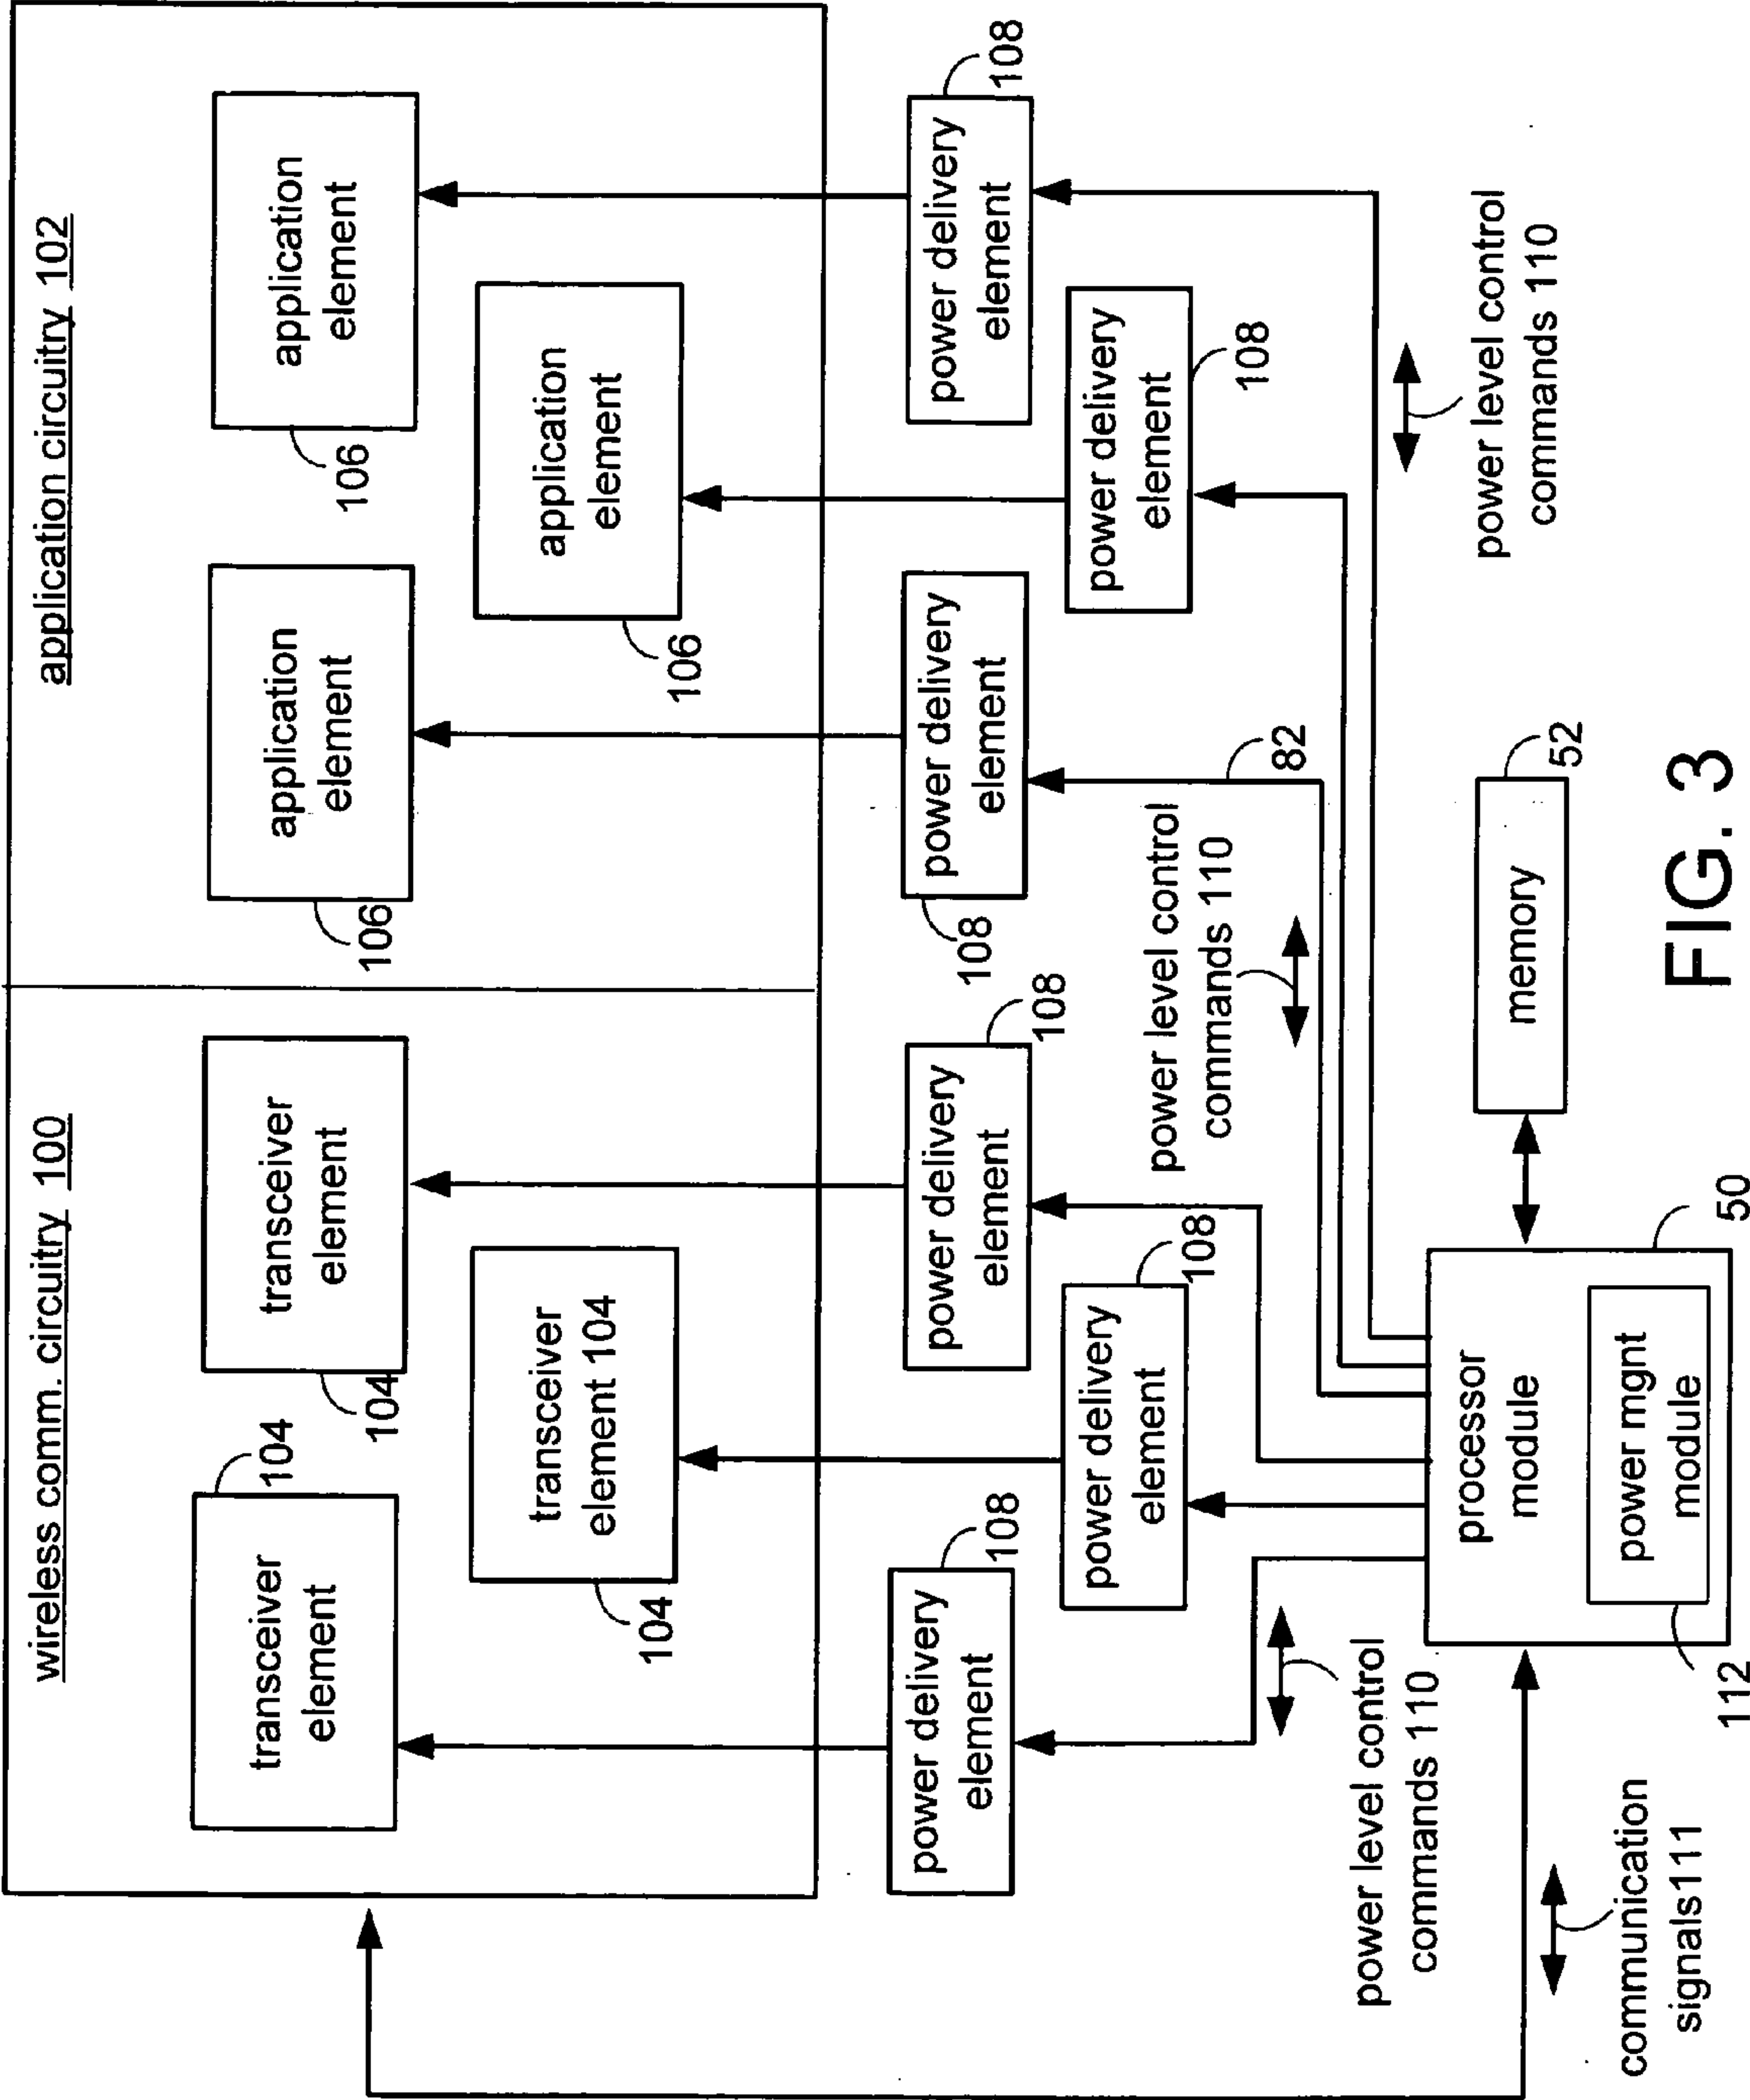 wireless comm. circuitry 100
application circuitry 102
transceiver
element
104
transceiver
element
104
application
element
106
application
element
106
transceiver
element 104
104
application
element
106
power delivery
element
108
power delivery
element
108
power delivery
element
108
power delivery
element
108
power delivery
element
108
power delivery
element
108
power level control
commands 110
82
power level control
commands 110
power level control
commands 110
communication
signals111
processor
module
50
power mgnt
module
112
memory
52
FIG. 3